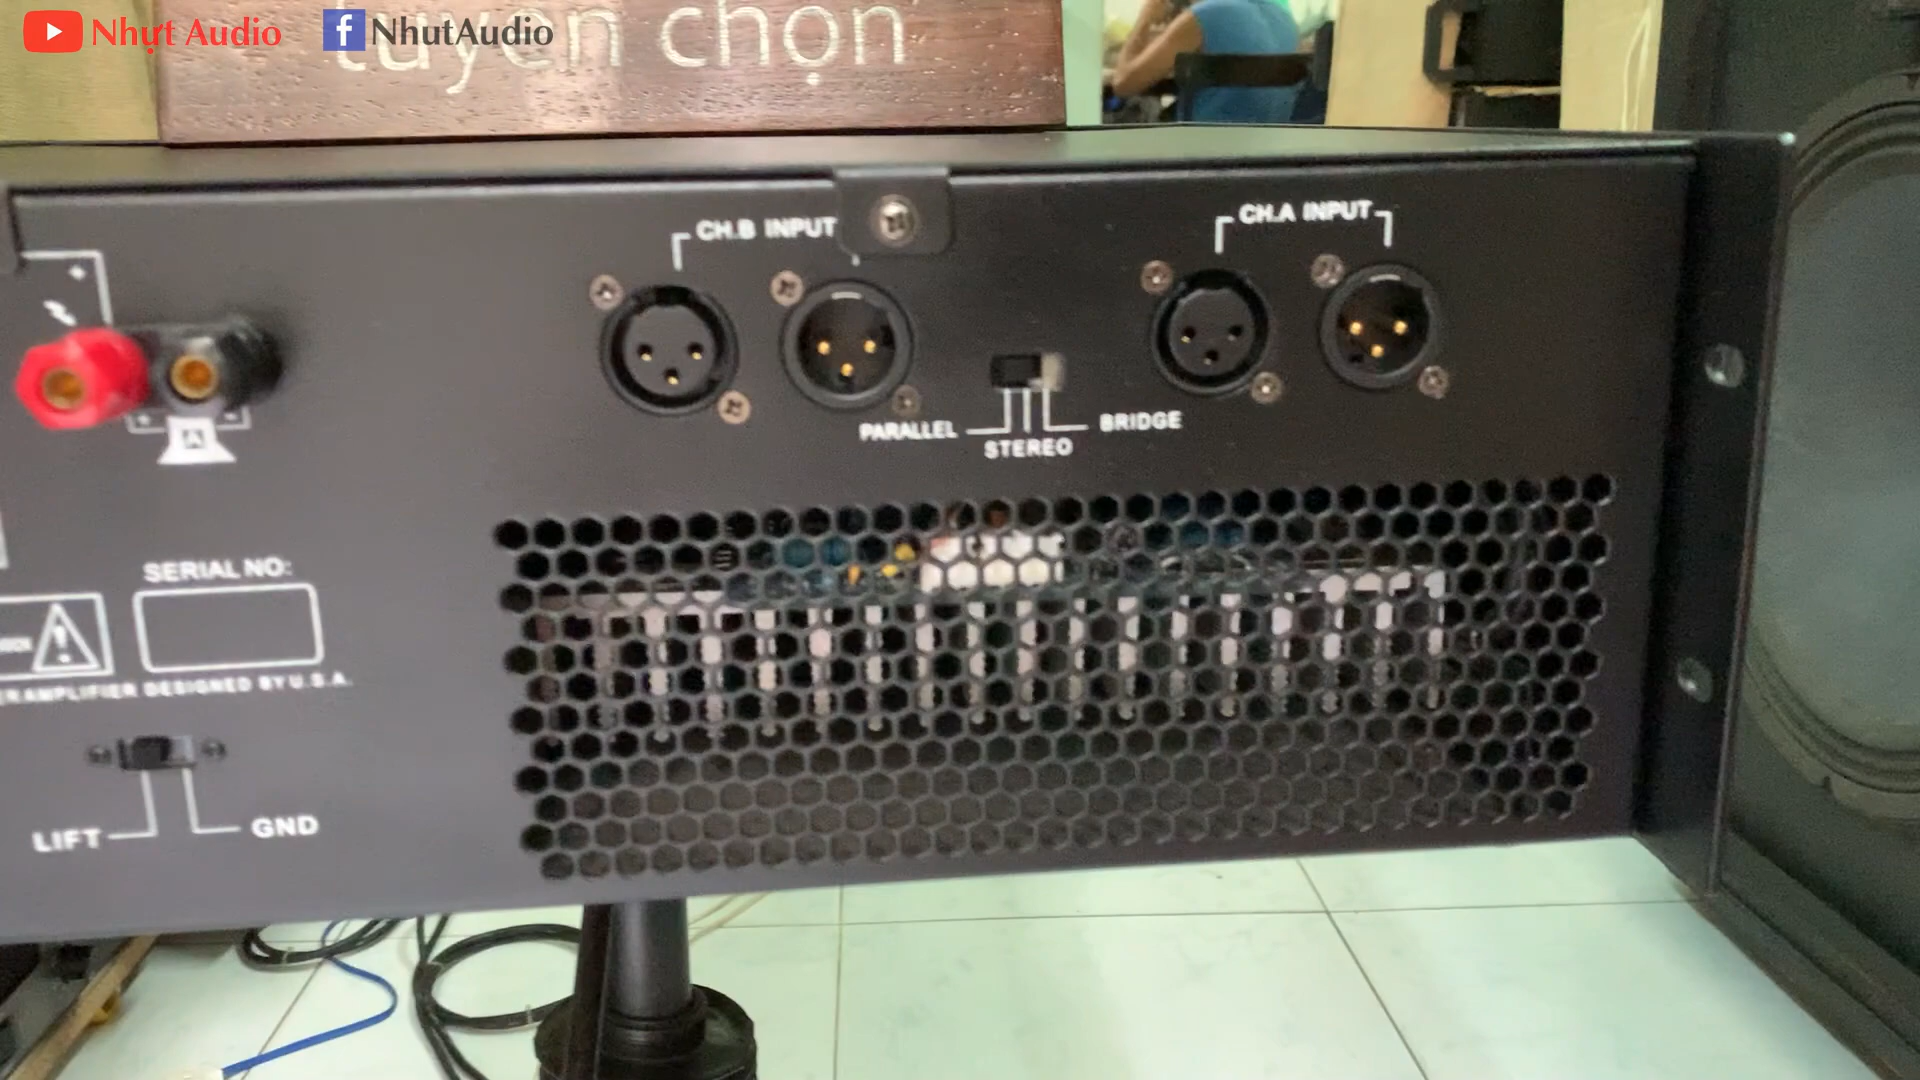 Nhựt Audio
NhutAudio
tuyển chọn
CH.B INPUT
CH.A INPUT
PARALLEL
STEREO
BRIDGE
A
SERIAL NO:
AMPLIFIER DESIGNED BY U.S.A.
LIFT
GND